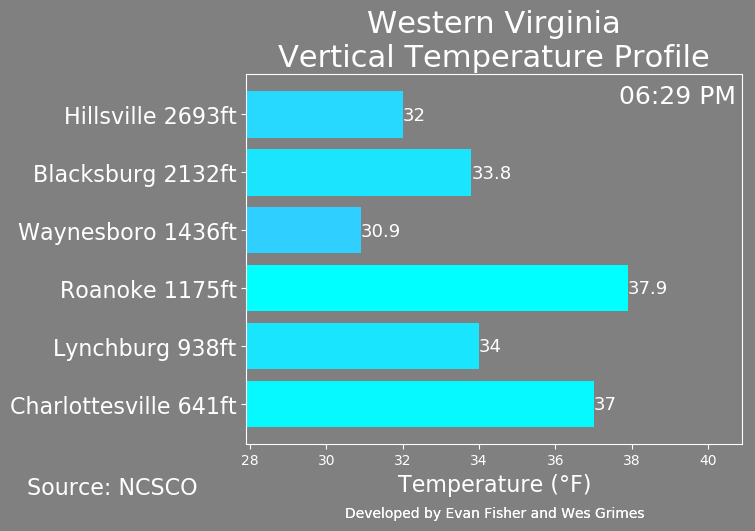 Western Virginia
Vertical Temperature Profile
06:29 PM
Hillsville 2693ft
32
Blacksburg 2132ft
33.8
Waynesboro 1436ft
30.9
Roanoke 1175ft
37.9
Lynchburg 938ft
34
Charlottesville 641ft
37
28 30 32 34 36 38 40
Temperature (°F)
Source: NCSCO
Developed by Evan Fisher and Wes Grimes